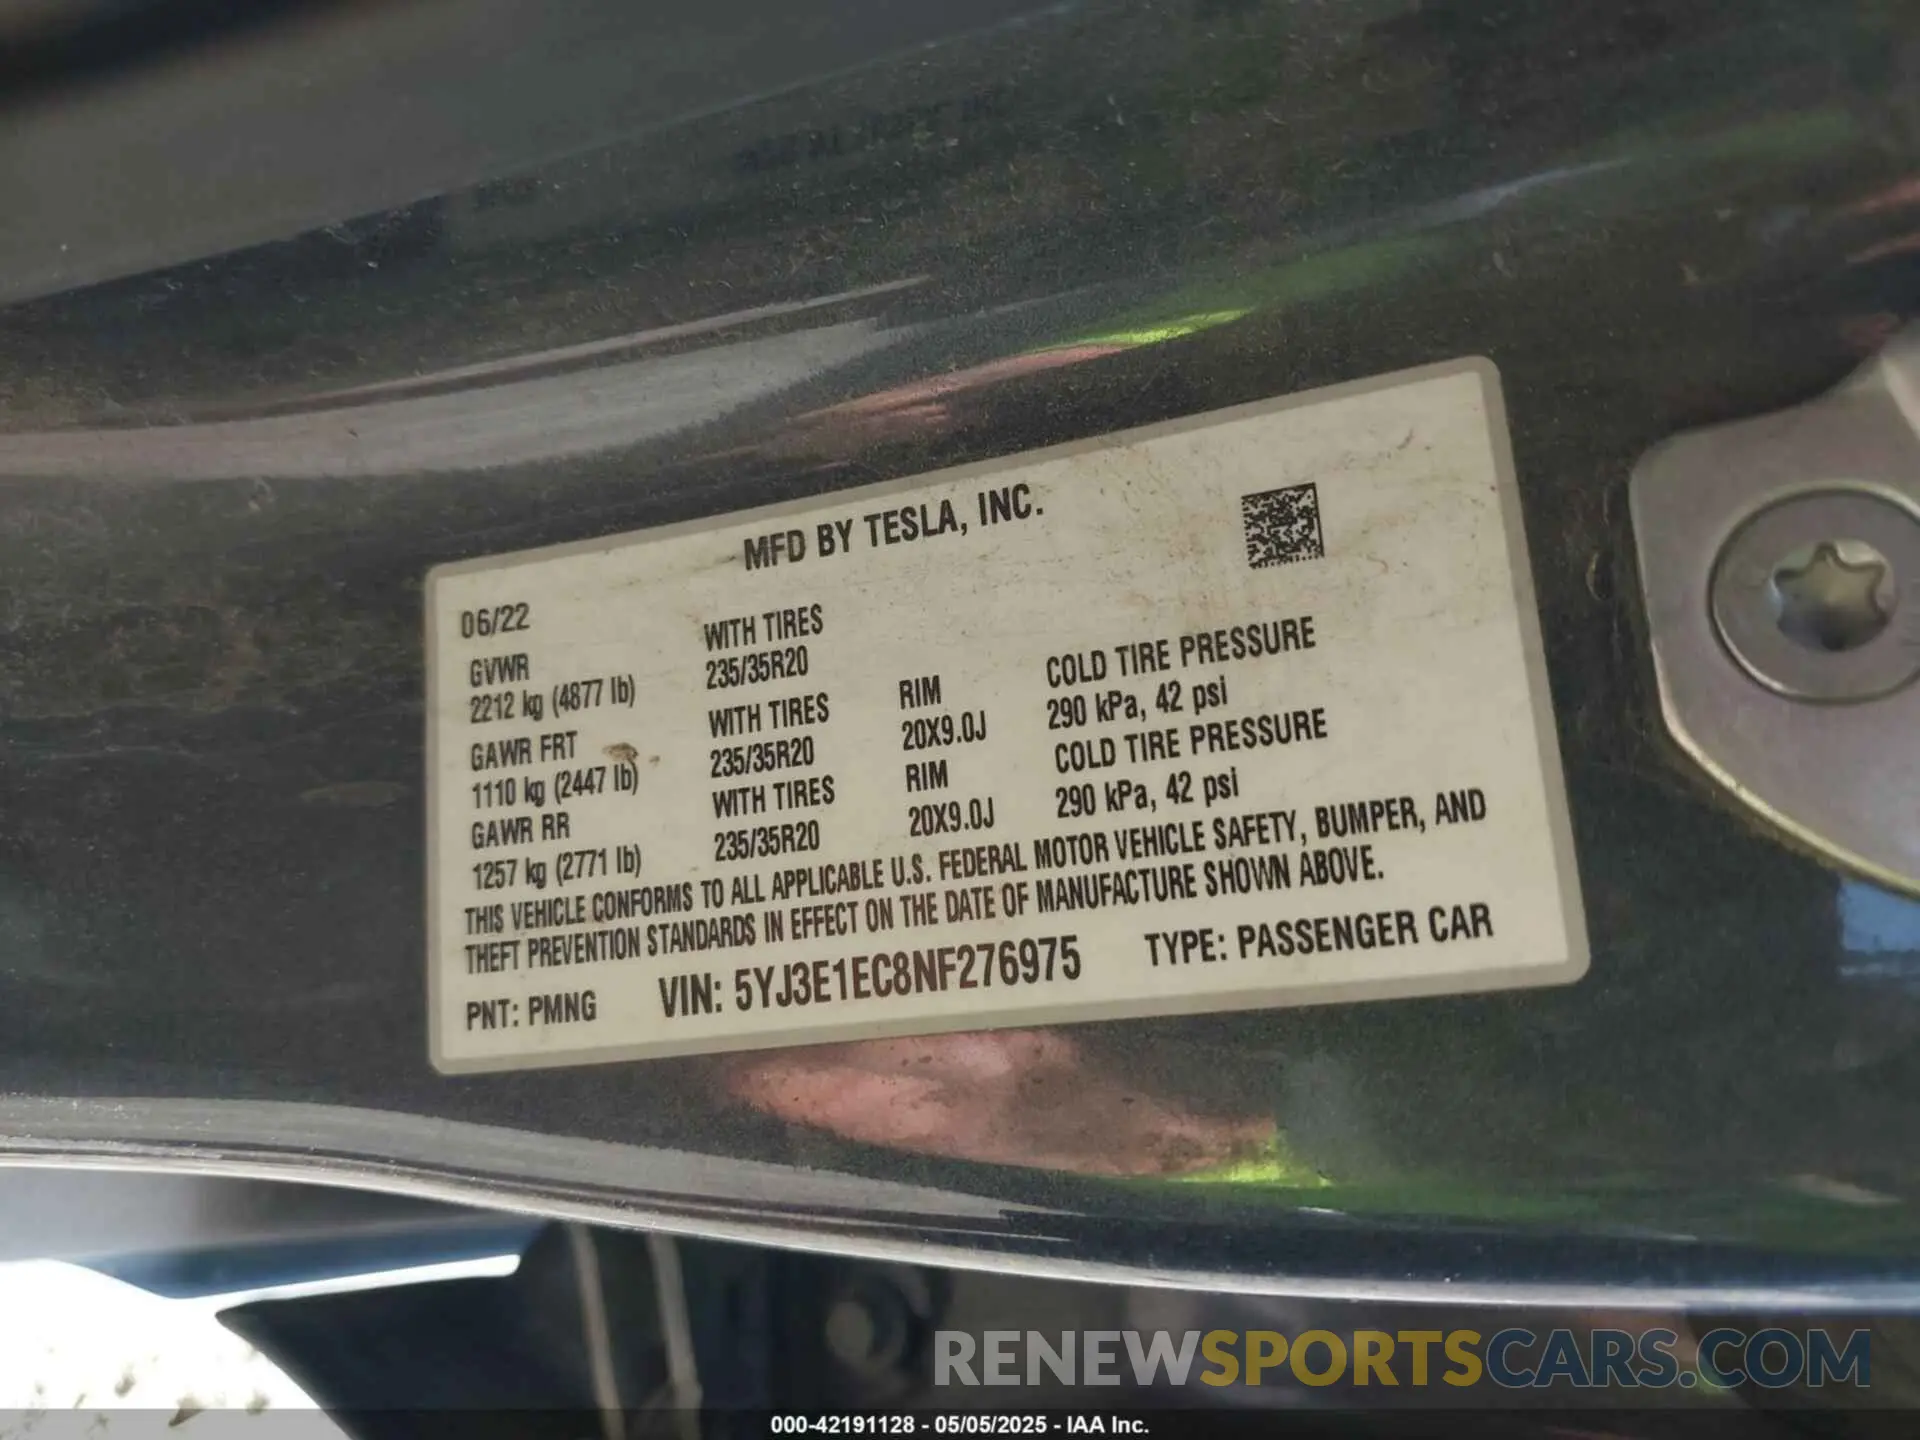 MFD BY TESLA, INC.
06/22
GVWR WITH TIRES
2212 kg (4877 lb) 235/35R20
GAWR FRT WITH TIRES RIM COLD TIRE PRESSURE
1110 kg (2447 lb) 235/35R20 20X9.0J 290 kPa, 42 psi
GAWR RR WITH TIRES RIM COLD TIRE PRESSURE
1257 kg (2771 lb) 235/35R20 20X9.0J 290 kPa, 42 psi
THIS VEHICLE CONFORMS TO ALL APPLICABLE U.S. FEDERAL MOTOR VEHICLE SAFETY, BUMPER, AND
THEFT PREVENTION STANDARDS IN EFFECT ON THE DATE OF MANUFACTURE SHOWN ABOVE.
PNT: PMNG VIN: 5YJ3E1EC8NF276975 TYPE: PASSENGER CAR
RENEWSPORTSCARS.COM
000-42191128 - 05/05/2025 - IAA Inc.